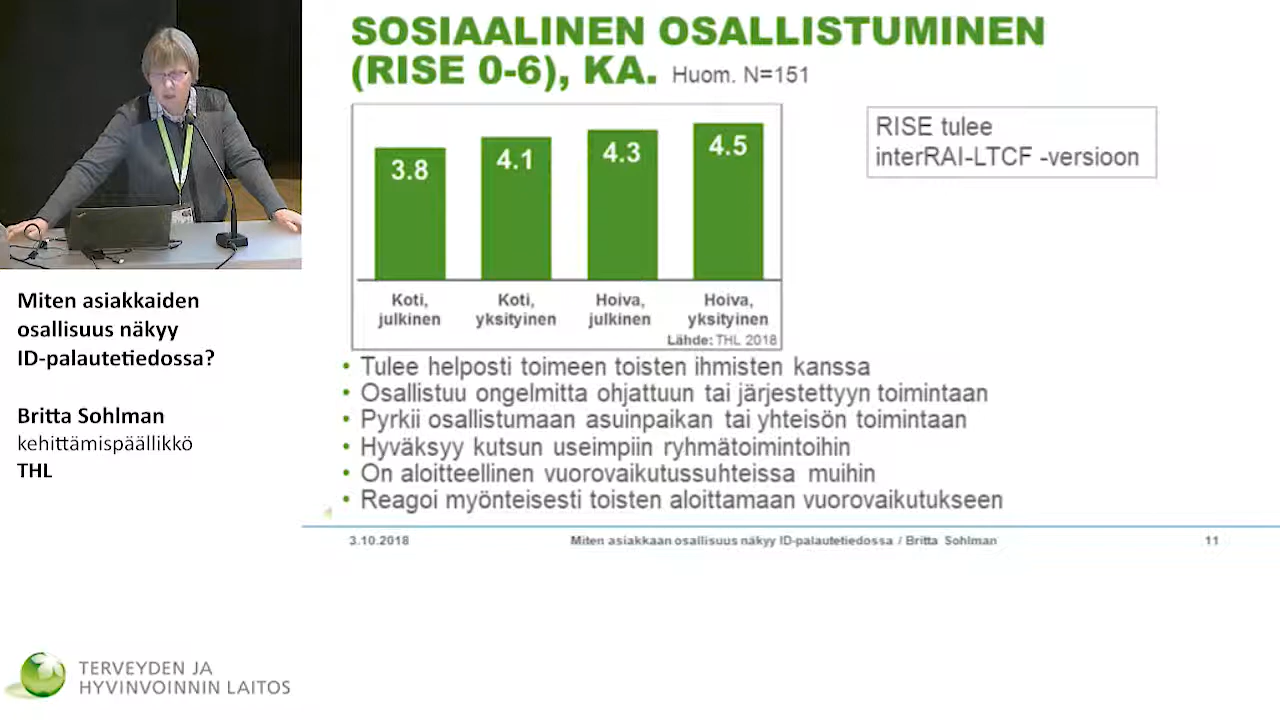 SOSIAALINEN OSALLISTUMINEN
(RISE 0-6), KA. Huom. N=151
3.8
4.1
4.3
4.5
Koti,
julkinen
Koti,
yksityinen
Hoiva,
julkinen
Hoiva,
yksityinen
Lähde: THL 2018
RISE tulee
interRAI-LTCF -versioon
• Tulee helposti toimeen toisten ihmisten kanssa
• Osallistuu ongelmitta ohjattuun tai järjestettyyn toimintaan
• Pyrkii osallistumaan asuinpaikan tai yhteisön toimintaan
• Hyväksyy kutsun useimpiin ryhmätoimintoihin
• On aloitteellinen vuorovaikutussuhteissa muihin
• Reagoi myönteisesti toisten aloittamaan vuorovaikutukseen
3.10.2018
Miten asiakkaan osallisuus näkyy ID-palautetiedossa / Britta Sohlman
11
Miten asiakkaiden
osallisuus näkyy
ID-palautetiedossa?
Britta Sohlman
kehittämispäällikkö
THL
TERVEYDEN JA
HYVINVOINNIN LAITOS